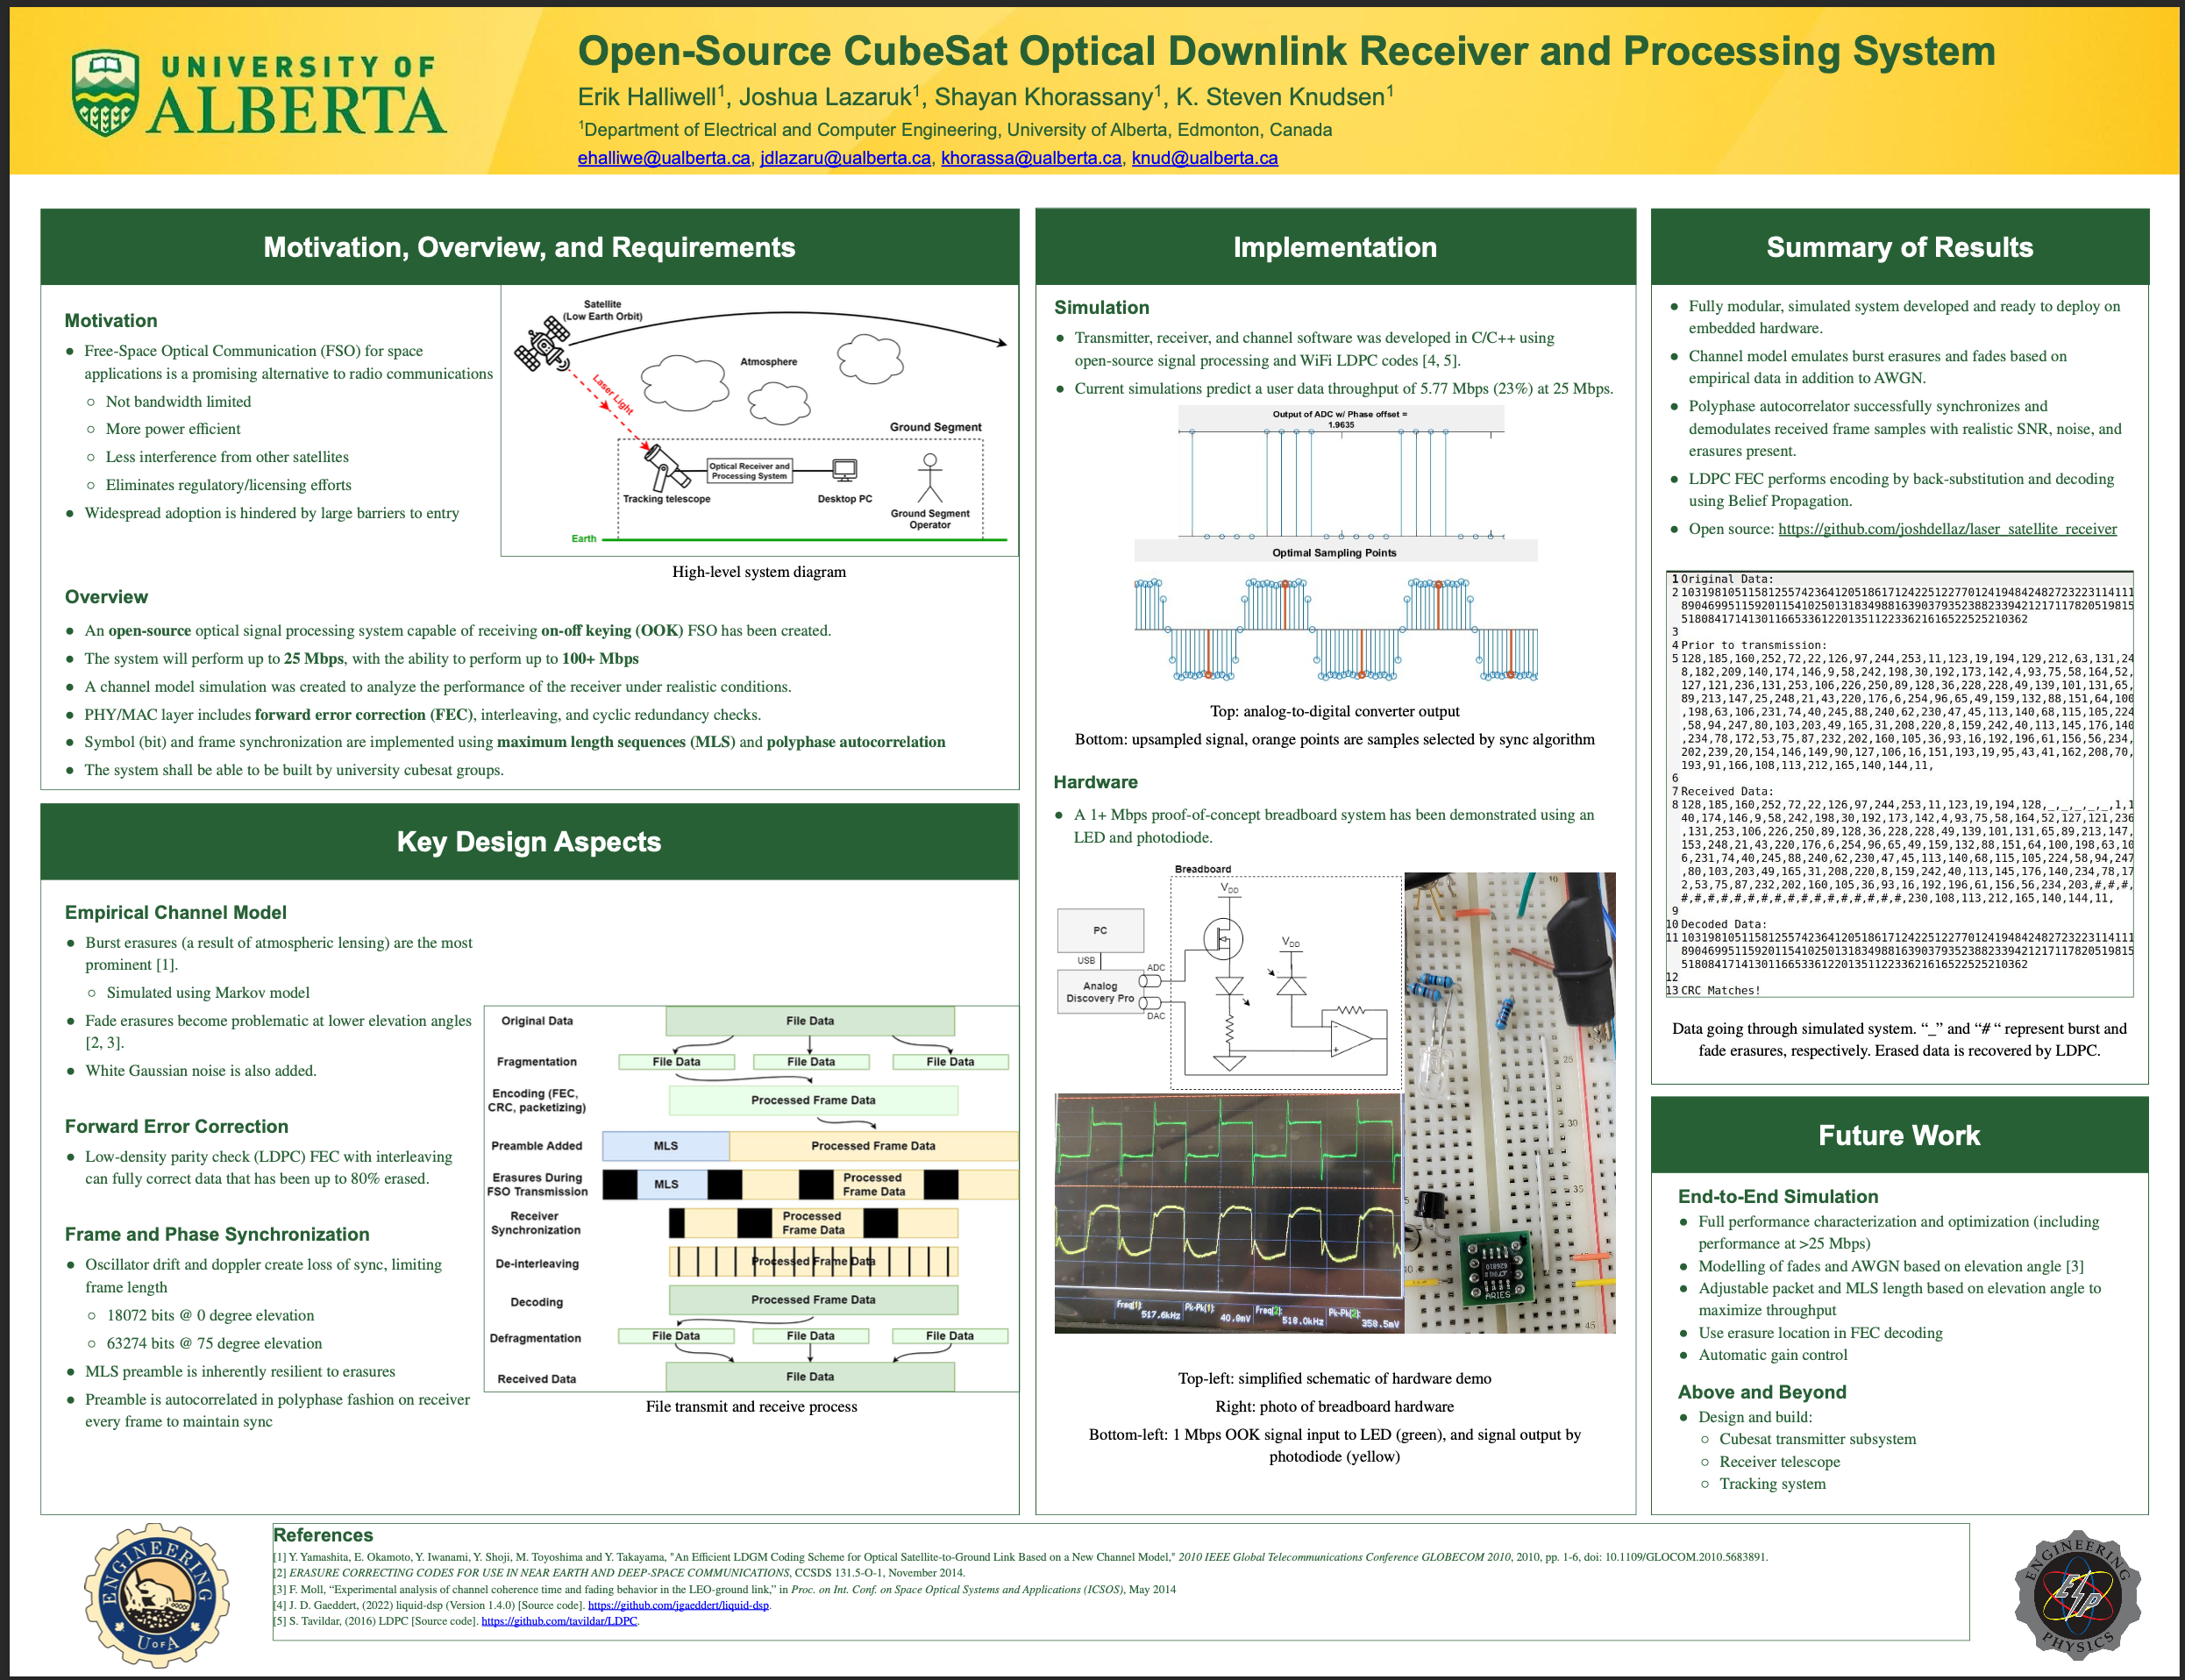 UNIVERSITY OF
ALBERTA
Open-Source CubeSat Optical Downlink Receiver and Processing System
Erik Halliwell1, Joshua Lazaruk1, Shayan Khorassany1, K. Steven Knudsen1
1Department of Electrical and Computer Engineering, University of Alberta, Edmonton, Canada
ehalliwe@ualberta.ca, jdlazaru@ualberta.ca, khorassa@ualberta.ca, knud@ualberta.ca
Motivation, Overview, and Requirements
Motivation
● Free-Space Optical Communication (FSO) for space
applications is a promising alternative to radio communications
○ Not bandwidth limited
○ More power efficient
○ Less interference from other satellites
○ Eliminates regulatory/licensing efforts
● Widespread adoption is hindered by large barriers to entry
Satellite
(Low Earth Orbit)
Atmosphere
Laser Light
Ground Segment
Optical Receiver and
Processing System
Tracking telescope
Desktop PC
Ground Segment
Operator
Earth
High-level system diagram
Overview
● An open-source optical signal processing system capable of receiving on-off keying (OOK) FSO has been created.
● The system will perform up to 25 Mbps, with the ability to perform up to 100+ Mbps
● A channel model simulation was created to analyze the performance of the receiver under realistic conditions.
● PHY/MAC layer includes forward error correction (FEC), interleaving, and cyclic redundancy checks.
● Symbol (bit) and frame synchronization are implemented using maximum length sequences (MLS) and polyphase autocorrelation
● The system shall be able to be built by university cubesat groups.
Key Design Aspects
Empirical Channel Model
● Burst erasures (a result of atmospheric lensing) are the most
prominent [1].
○ Simulated using Markov model
● Fade erasures become problematic at lower elevation angles
[2, 3].
● White Gaussian noise is also added.
Forward Error Correction
● Low-density parity check (LDPC) FEC with interleaving
can fully correct data that has been up to 80% erased.
Frame and Phase Synchronization
● Oscillator drift and doppler create loss of sync, limiting
frame length
○ 18072 bits @ 0 degree elevation
○ 63274 bits @ 75 degree elevation
● MLS preamble is inherently resilient to erasures
● Preamble is autocorrelated in polyphase fashion on receiver
every frame to maintain sync
Original Data
File Data
Fragmentation
File Data File Data File Data
Encoding (FEC,
CRC, packetizing)
Processed Frame Data
Preamble Added
MLS Processed Frame Data
Erasures During
FSO Transmission
MLS Processed
Frame Data
Receiver
Synchronization
Processed
Frame Data
De-interleaving
Processed Frame Data
Decoding
Processed Frame Data
Defragmentation
File Data File Data File Data
Received Data
File Data
File transmit and receive process
Implementation
Simulation
● Transmitter, receiver, and channel software was developed in C/C++ using
open-source signal processing and WiFi LDPC codes [4, 5].
● Current simulations predict a user data throughput of 5.77 Mbps (23%) at 25 Mbps.
Output of ADC w/ Phase offset =
1.9635
Optimal Sampling Points
Top: analog-to-digital converter output
Bottom: upsampled signal, orange points are samples selected by sync algorithm
Hardware
● A 1+ Mbps proof-of-concept breadboard system has been demonstrated using an
LED and photodiode.
Breadboard
VDD
VDD
PC
USB
ADC
Analog
Discovery Pro
DAC
Freq(1): 517.6kHz Pk-Pk(1): 40.0mV Freq(2): 518.0kHz Pk-Pk(2): 358.5mV
10
25
30
35
45
ARIES
Top-left: simplified schematic of hardware demo
Right: photo of breadboard hardware
Bottom-left: 1 Mbps OOK signal input to LED (green), and signal output by
photodiode (yellow)
Summary of Results
● Fully modular, simulated system developed and ready to deploy on
embedded hardware.
● Channel model emulates burst erasures and fades based on
empirical data in addition to AWGN.
● Polyphase autocorrelator successfully synchronizes and
demodulates received frame samples with realistic SNR, noise, and
erasures present.
● LDPC FEC performs encoding by back-substitution and decoding
using Belief Propagation.
● Open source: https://github.com/joshdellaz/laser_satellite_receiver
1 Original Data:
2 10319810511581255742364120518617124225122770124194842482723223114111
89046995115920115410250131834988163903793523882339421217117820519815
5180841714130116653361220135112233621616522525210362
3
4 Prior to transmission:
5 128,185,160,252,72,22,126,97,244,253,11,123,19,194,129,212,63,131,24
8,182,209,140,174,146,9,58,242,198,30,192,173,142,4,93,75,58,164,52,
127,121,236,131,253,106,226,250,89,128,36,228,228,49,139,101,131,65,
89,213,147,25,248,21,43,220,176,6,254,96,65,49,159,132,88,151,64,100
,198,63,106,231,74,40,245,88,240,62,230,47,45,113,140,68,115,105,224
,58,94,247,80,103,203,49,165,31,208,220,8,159,242,40,113,145,176,140
,234,78,172,53,75,87,232,202,160,105,36,93,16,192,196,61,156,56,234,
202,239,20,154,146,149,90,127,106,16,151,193,19,95,43,41,162,208,70,
193,91,166,108,113,212,165,140,144,11,
6
7 Received Data:
8 128,185,160,252,72,22,126,97,244,253,11,123,19,194,128,_,_,_,_,_,1,1
40,174,146,9,58,242,198,30,192,173,142,4,93,75,58,164,52,127,121,236
,131,253,106,226,250,89,128,36,228,228,49,139,101,131,65,89,213,147,
153,248,21,43,220,176,6,254,96,65,49,159,132,88,151,64,100,198,63,10
6,231,74,40,245,88,240,62,230,47,45,113,140,68,115,105,224,58,94,247
,80,103,203,49,165,31,208,220,8,159,242,40,113,145,176,140,234,78,17
2,53,75,87,232,202,160,105,36,93,16,192,196,61,156,56,234,203,#,#,#,
#,#,#,#,#,#,#,#,#,#,#,#,#,#,#,#,#,#,230,108,113,212,165,140,144,11,
9
10 Decoded Data:
11 10319810511581255742364120518617124225122770124194842482723223114111
89046995115920115410250131834988163903793523882339421217117820519815
5180841714130116653361220135112233621616522525210362
12
13 CRC Matches!
Data going through simulated system. “_” and “# “ represent burst and
fade erasures, respectively. Erased data is recovered by LDPC.
Future Work
End-to-End Simulation
● Full performance characterization and optimization (including
performance at >25 Mbps)
● Modelling of fades and AWGN based on elevation angle [3]
● Adjustable packet and MLS length based on elevation angle to
maximize throughput
● Use erasure location in FEC decoding
● Automatic gain control
Above and Beyond
● Design and build:
○ Cubesat transmitter subsystem
○ Receiver telescope
○ Tracking system
ENGINEERING
U OF A
References
[1] Y. Yamashita, E. Okamoto, Y. Iwanami, Y. Shoji, M. Toyoshima and Y. Takayama, "An Efficient LDGM Coding Scheme for Optical Satellite-to-Ground Link Based on a New Channel Model," 2010 IEEE Global Telecommunications Conference GLOBECOM 2010, 2010, pp. 1-6, doi: 10.1109/GLOCOM.2010.5683891.
[2] ERASURE CORRECTING CODES FOR USE IN NEAR EARTH AND DEEP-SPACE COMMUNICATIONS, CCSDS 131.5-O-1, November 2014.
[3] F. Moll, “Experimental analysis of channel coherence time and fading behavior in the LEO-ground link,” in Proc. on Int. Conf. on Space Optical Systems and Applications (ICSOS), May 2014
[4] J. D. Gaeddert, (2022) liquid-dsp (Version 1.4.0) [Source code]. https://github.com/jgaeddert/liquid-dsp.
[5] S. Tavildar, (2016) LDPC [Source code]. https://github.com/tavildar/LDPC.
ENGINEERING
EP
PHYSICS